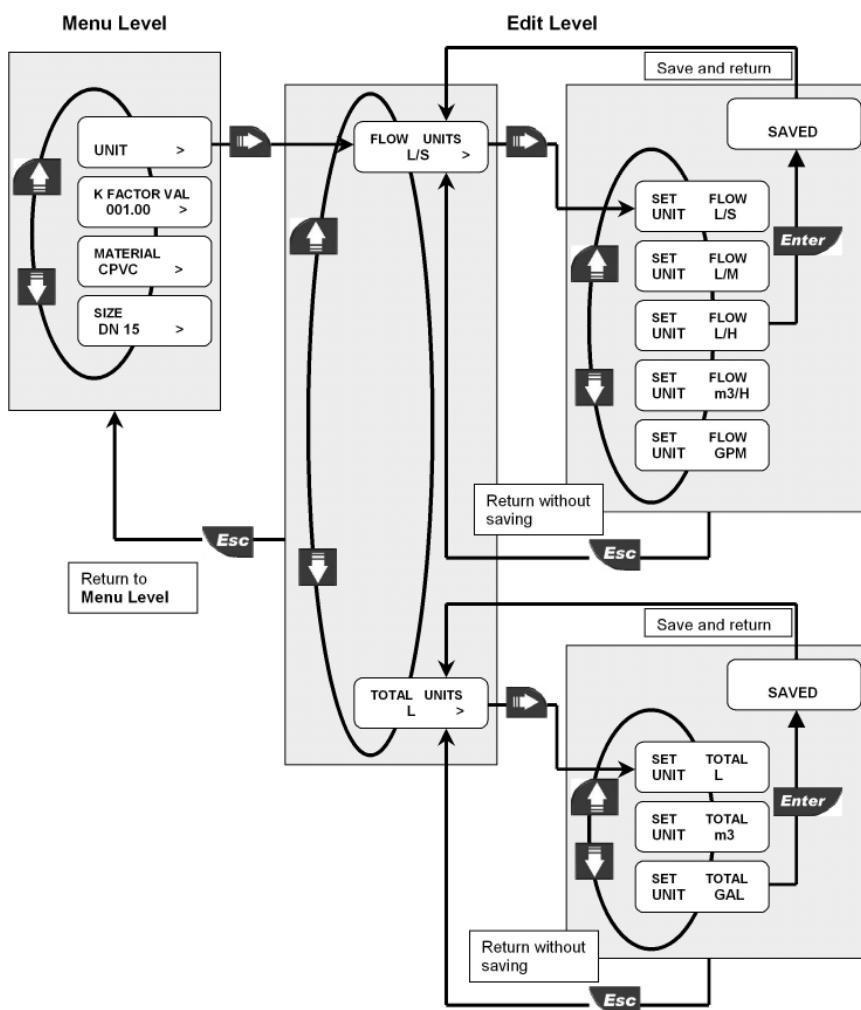 Menu Level
Edit Level
Save and return
SAVED
UNIT >
FLOW UNITS
L/S >
K FACTOR VAL
001.00 >
MATERIAL
CPVC >
SIZE
DN 15 >
SET FLOW
UNIT L/S
Enter
SET FLOW
UNIT L/M
SET FLOW
UNIT L/H
SET FLOW
UNIT m3/H
SET FLOW
UNIT GPM
Return without
saving
Esc
Esc
Return to
Menu Level
Save and return
SAVED
TOTAL UNITS
L >
SET TOTAL
UNIT L
Enter
SET TOTAL
UNIT m3
SET TOTAL
UNIT GAL
Return without
saving
Esc